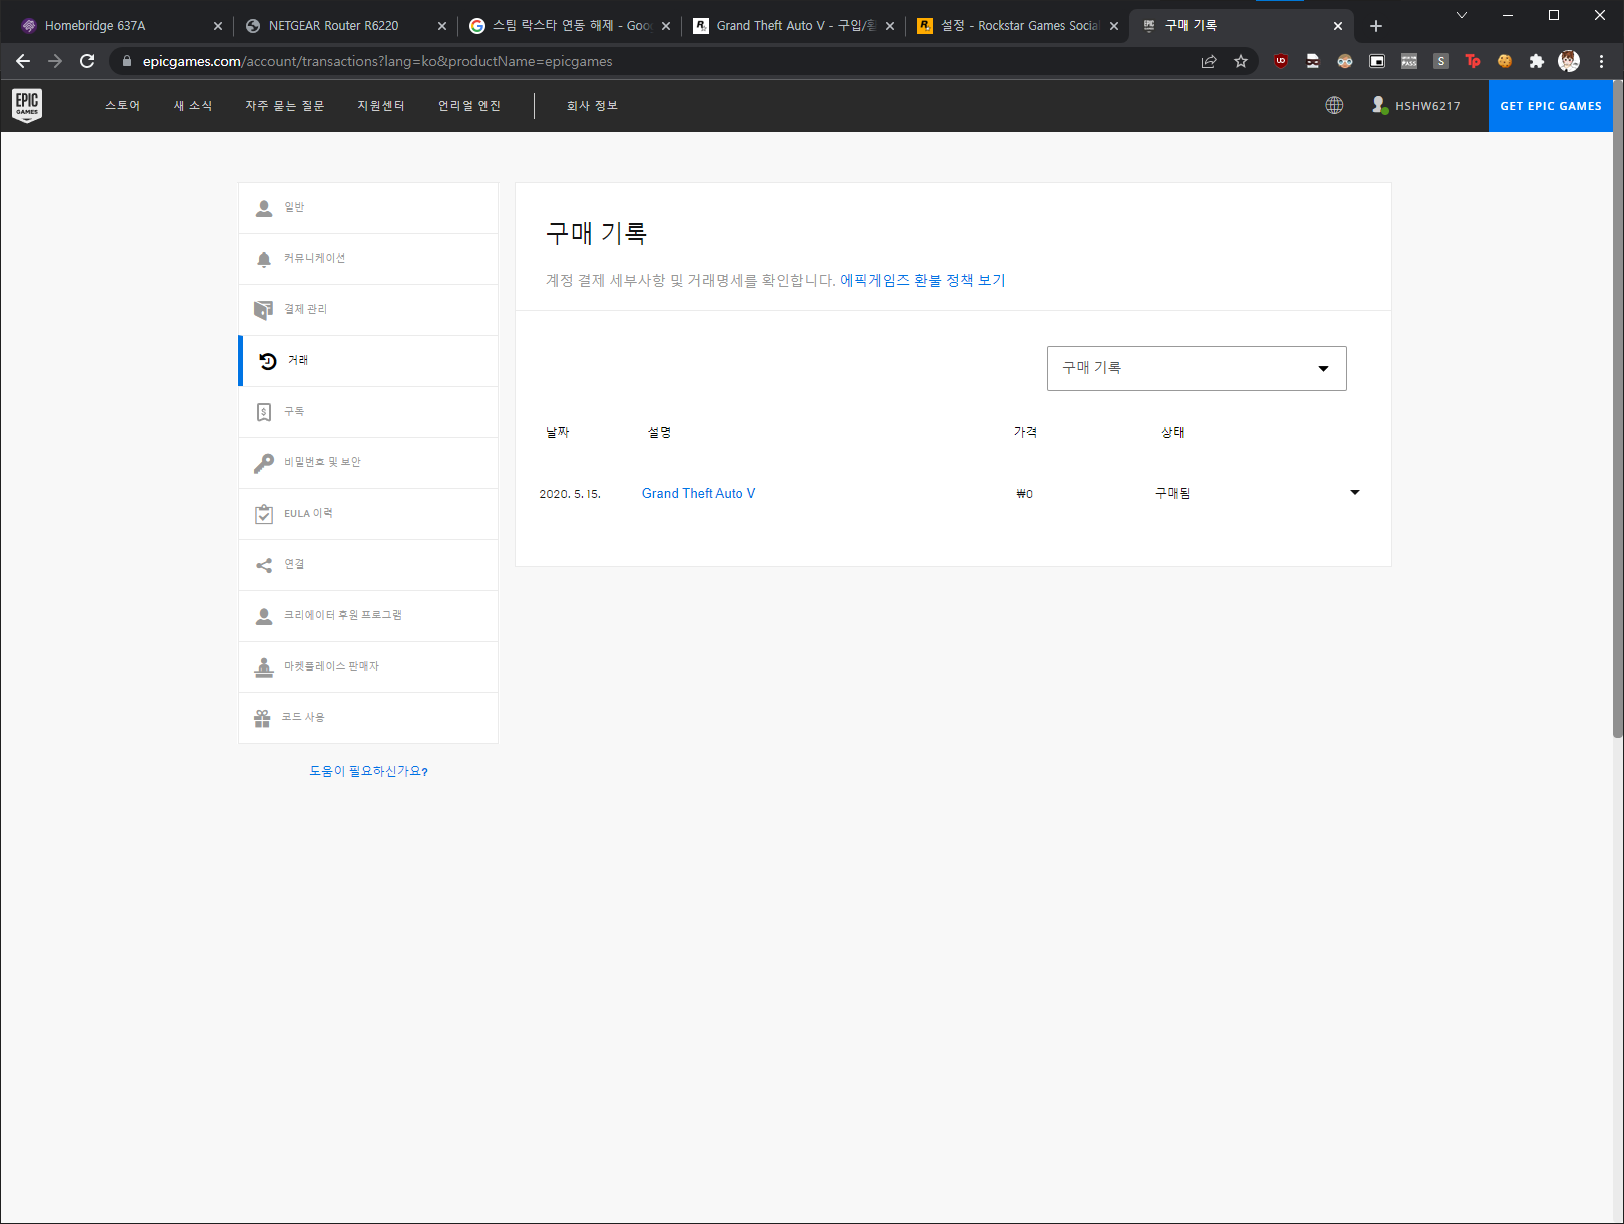 Homebridge 637A
NETGEAR Router R6220
스팀 락스타 연동 해제 - Goo
Grand Theft Auto V - 구입/활
설정 - Rockstar Games Social
구매 기록
epicgames.com/account/transactions?lang=ko&productName=epicgames
EPIC GAMES
스토어
새 소식
자주 묻는 질문
지원센터
언리얼 엔진
회사 정보
HSHW6217
GET EPIC GAMES
일반
커뮤니케이션
결제 관리
거래
구독
비밀번호 및 보안
EULA 이력
연결
크리에이터 후원 프로그램
마켓플레이스 판매자
코드 사용
도움이 필요하신가요?
구매 기록
계정 결제 세부사항 및 거래명세를 확인합니다. 에픽게임즈 환불 정책 보기
구매 기록
날짜 설명 가격 상태
2020. 5. 15. Grand Theft Auto V ₩0 구매됨